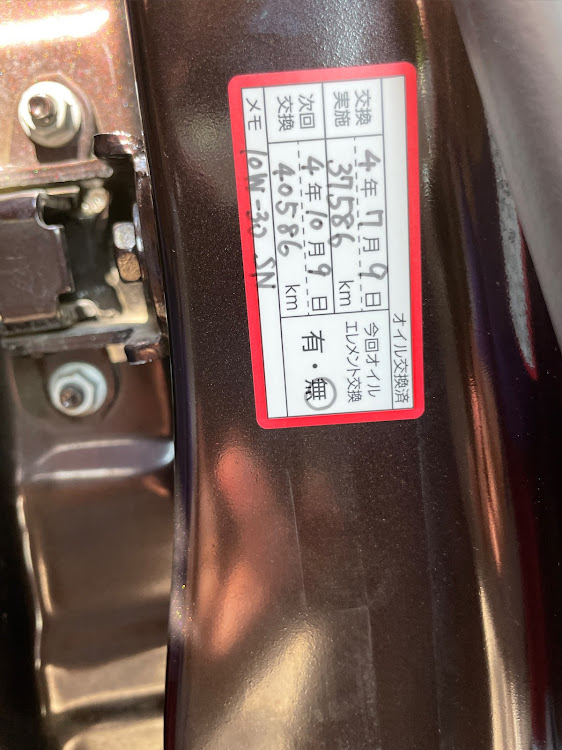 オイル交換済
交換実施 4年7月9日 今回オイルエレメント交換
37586 km
次回交換 4年10月9日 有・無
40586 km
メモ 10W-30 SN